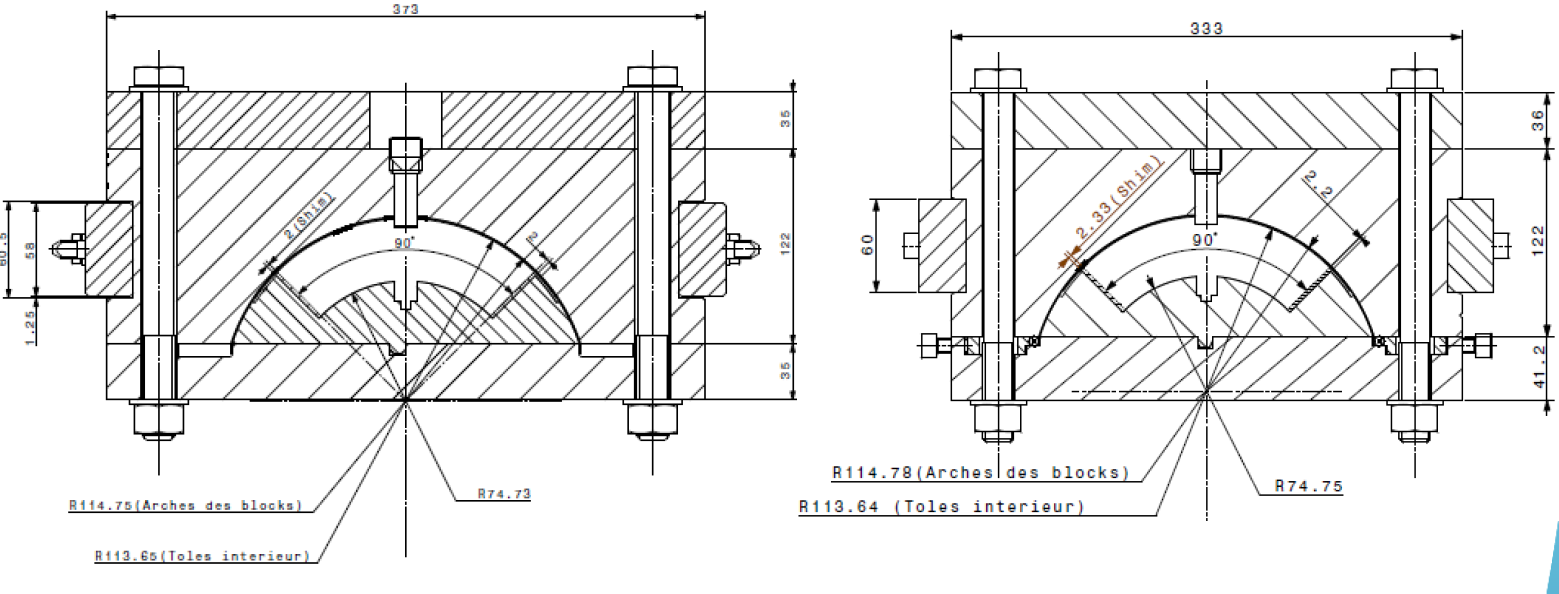 373
35
2(Shim)
2
90°
60.5
58
122
1.25
35
R114.75(Arches des blocks)
R74.73
R113.65(Toles interieur)
333
36
2.33(Shim)
2.2
90°
60
122
41.2
R114.78(Arches des blocks)
R74.75
R113.64 (Toles interieur)